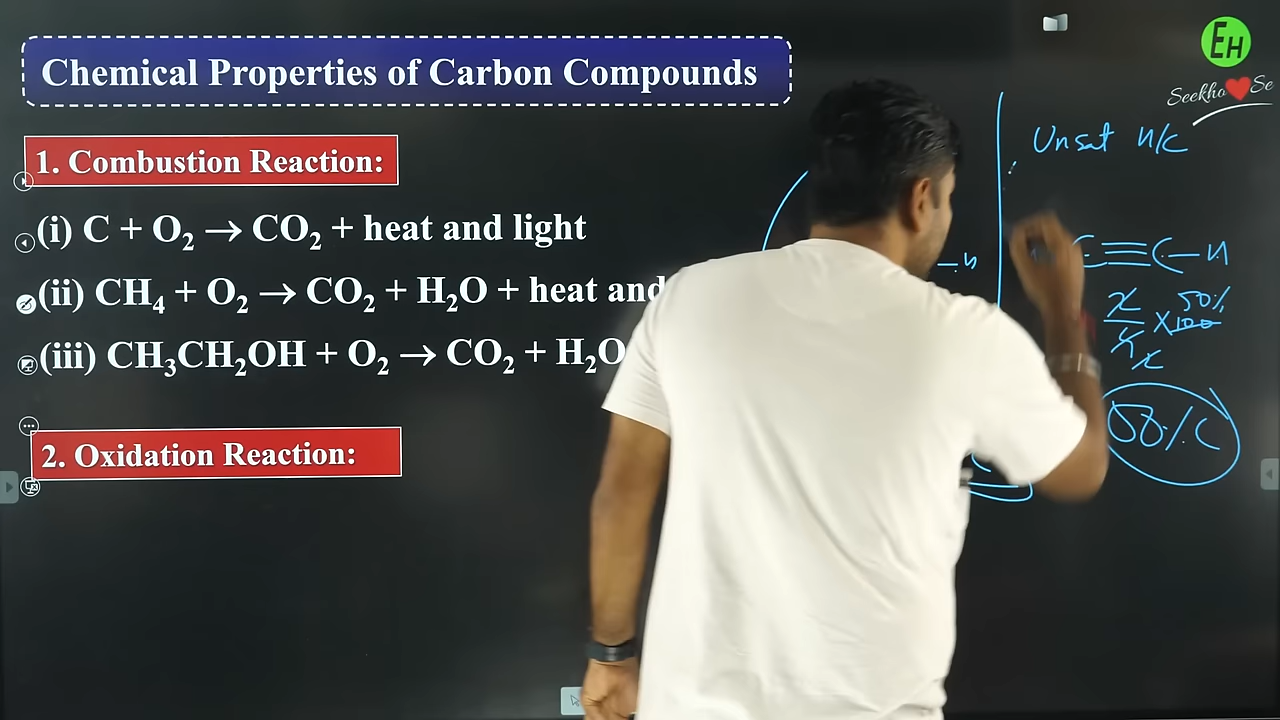 EH
Seekho ❤ Se
Chemical Properties of Carbon Compounds
1. Combustion Reaction:
(i) C + O₂ → CO₂ + heat and light
(ii) CH₄ + O₂ → CO₂ + H₂O + heat and
(iii) CH₃CH₂OH + O₂ → CO₂ + H₂O
2. Oxidation Reaction:
Unsat H/C
C≡C—H
50%
x/x × 100
50% C